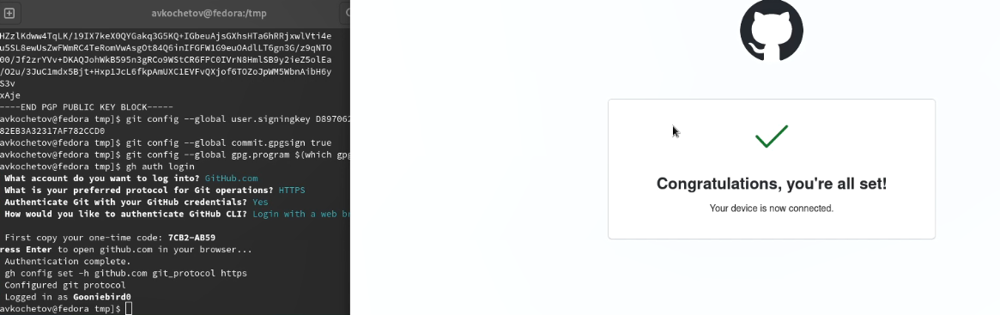 avkochetov@fedora:/tmp
HZzlKdww4TqLK/19IX7keX0QYGakq3G5KQ+IGbeuAjsGXhsHTa6hRRjxwlVti4e
u5SL8ewUsZwFWmRC4TeRomVwAsgOt84Q6inIFGFW1G9euOAdlLT6gn3G/z9qNTO
00/Jf2zrYVv+DKAQJohWkB595n3gRCo9WStCR6FPC0IVrN8HmlSB9y2ieZ5olEa
/O2u/3JuC1mdx5Bjt+Hxp1JcL6fkpAmUXC1EVFvQXjof6TOZoJpWM5WbnAibH6y
S3v
xAje
----END PGP PUBLIC KEY BLOCK-----
avkochetov@fedora tmp]$ git config --global user.signingkey D897062
82EB3A32317AF782CCD0
avkochetov@fedora tmp]$ git config --global commit.gpgsign true
avkochetov@fedora tmp]$ git config --global gpg.program $(which gpg
avkochetov@fedora tmp]$ gh auth login
What account do you want to log into? GitHub.com
What is your preferred protocol for Git operations? HTTPS
Authenticate Git with your GitHub credentials? Yes
How would you like to authenticate GitHub CLI? Login with a web br
First copy your one-time code: 7CB2-AB59
ress Enter to open github.com in your browser...
Authentication complete.
gh config set -h github.com git_protocol https
Configured git protocol
Logged in as Gooniebird0
avkochetov@fedora tmp]$
Congratulations, you're all set!
Your device is now connected.